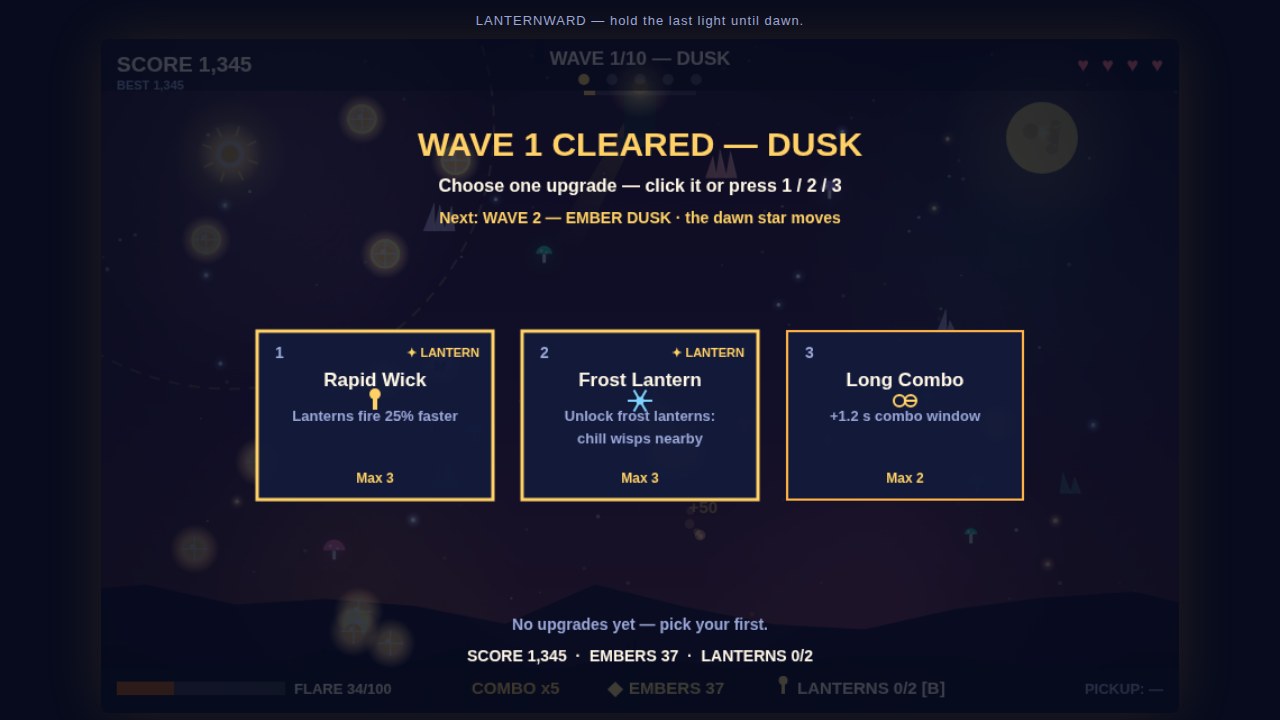 LANTERNWARD — hold the last light until dawn.
SCORE 1,345
BEST 1,345
WAVE 1/10 — DUSK
WAVE 1 CLEARED — DUSK
Choose one upgrade — click it or press 1 / 2 / 3
Next: WAVE 2 — EMBER DUSK · the dawn star moves
1
✦ LANTERN
Rapid Wick
Lanterns fire 25% faster
Max 3
2
✦ LANTERN
Frost Lantern
Unlock frost lanterns:
chill wisps nearby
Max 3
3
Long Combo
+1.2 s combo window
Max 2
+50
No upgrades yet — pick your first.
SCORE 1,345 · EMBERS 37 · LANTERNS 0/2
FLARE 34/100
COMBO x5
EMBERS 37
LANTERNS 0/2 [B]
PICKUP: —